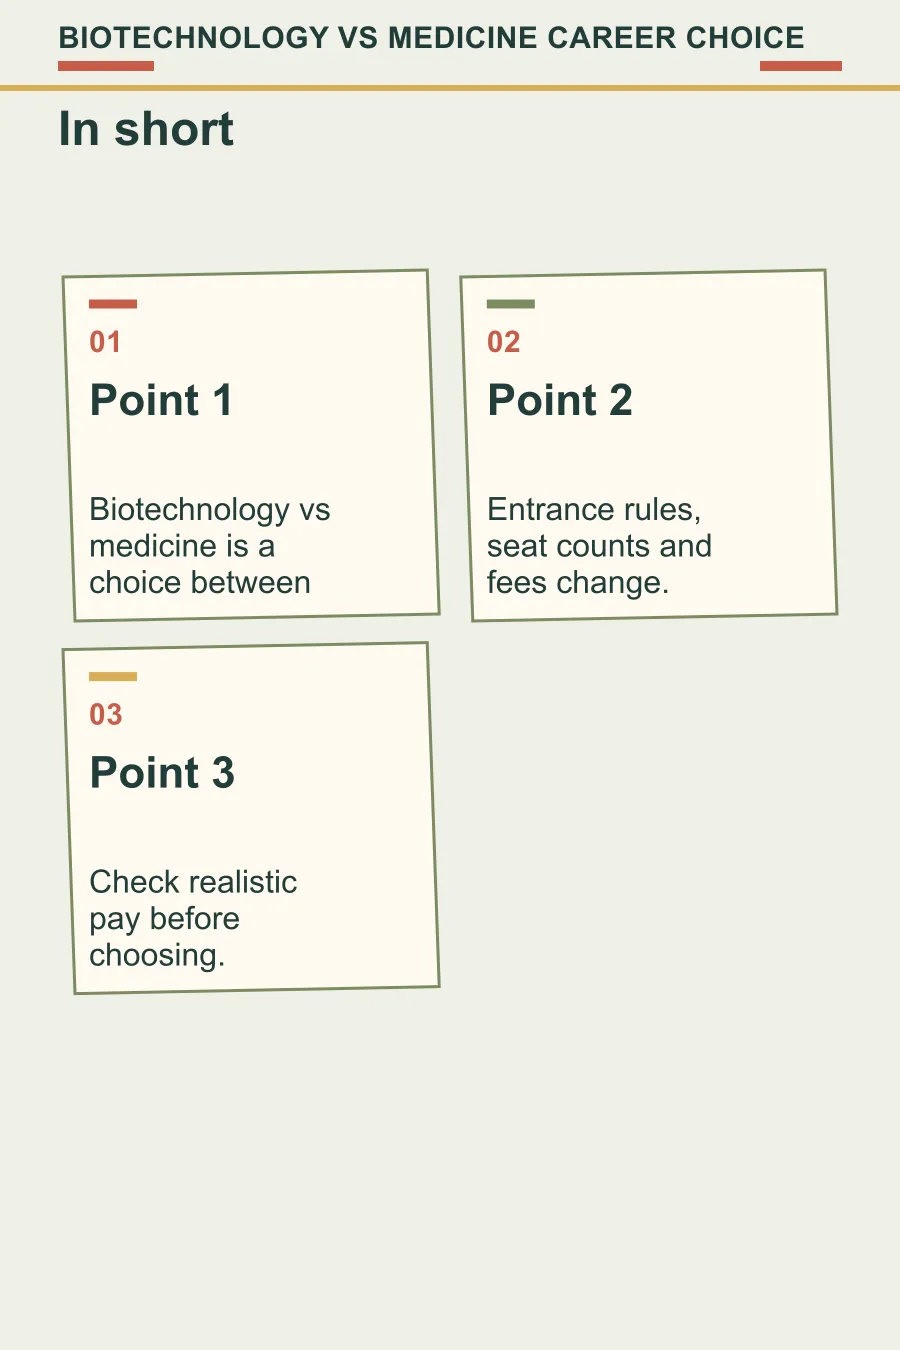 BIOTECHNOLOGY VS MEDICINE CAREER CHOICE
In short
01
Point 1
Biotechnology vs
medicine is a
choice between
02
Point 2
Entrance rules,
seat counts and
fees change.
03
Point 3
Check realistic
pay before
choosing.